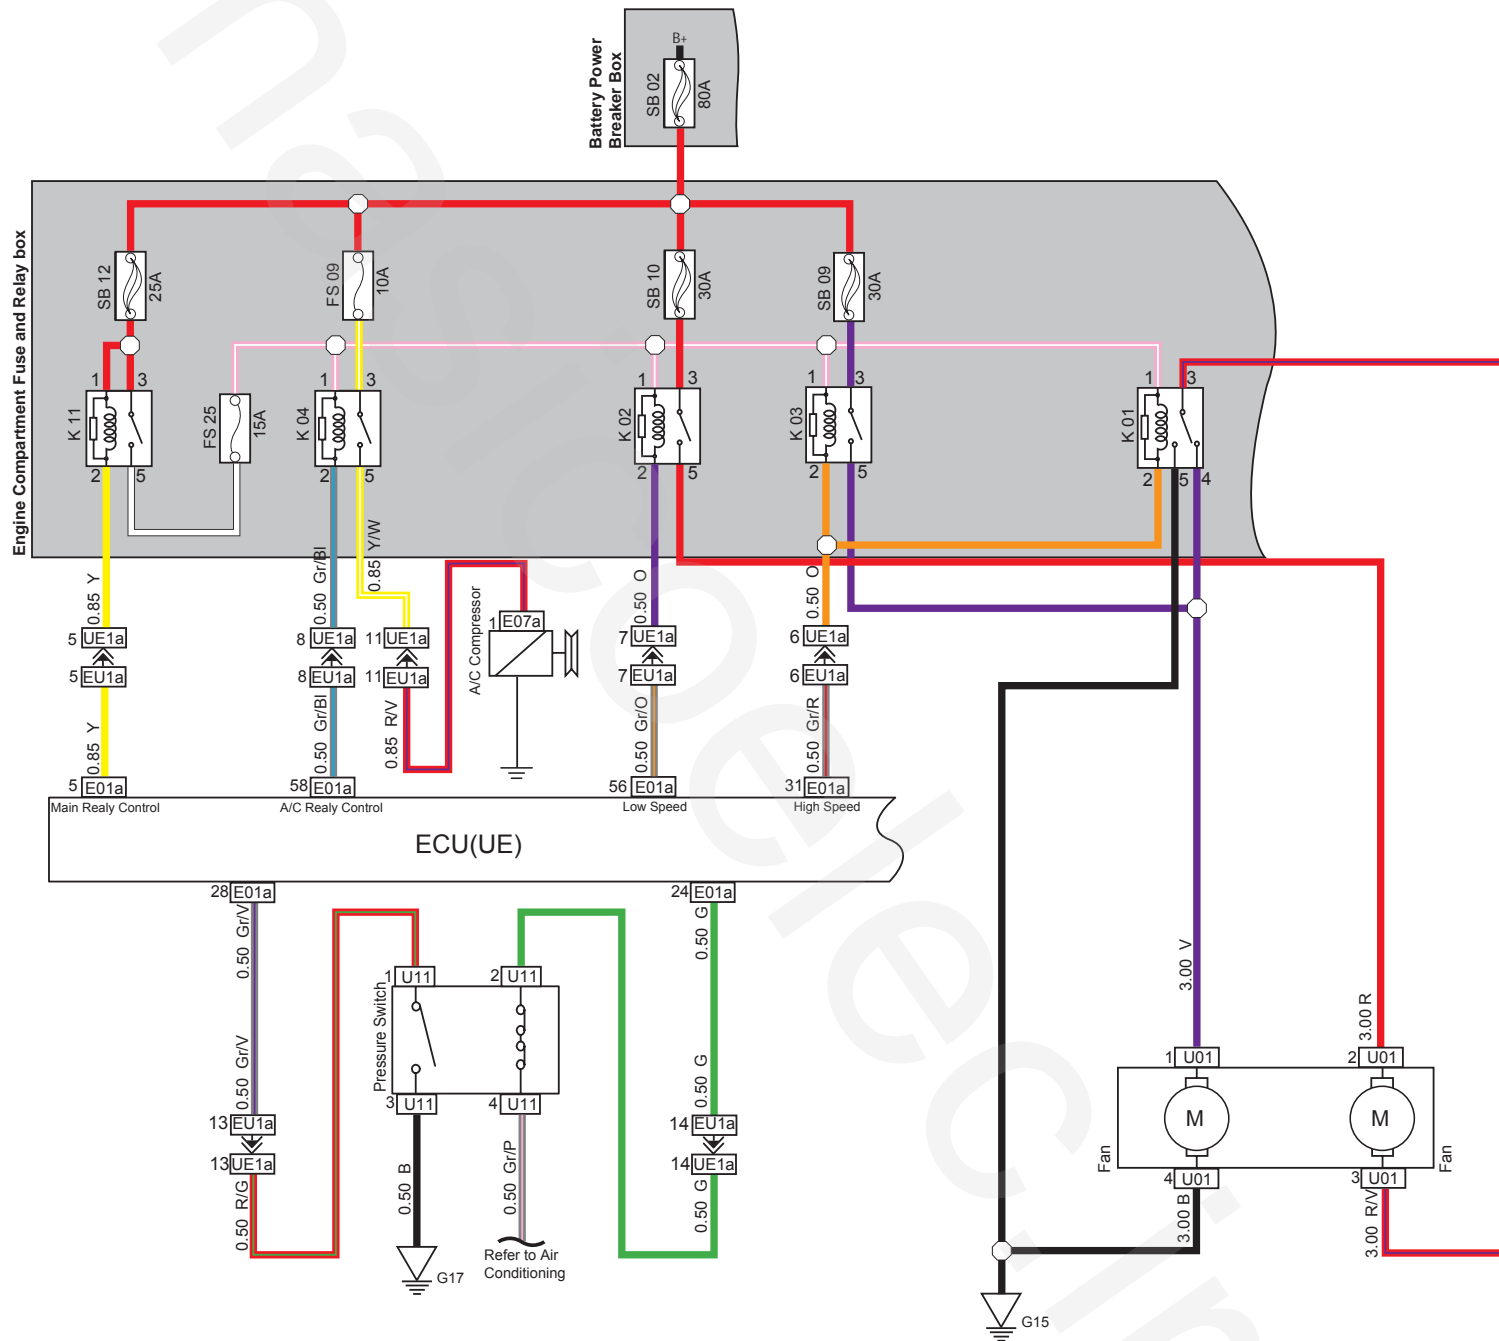 B+
Battery Power
Breaker Box
SB 02
80A
Engine Compartment Fuse and Relay box
SB 12
25A
FS 09
10A
SB 10
30A
SB 09
30A
1 3
K 11
2 5
FS 25
15A
1 3
K 04
2 5
1 3
K 02
2 5
1 3
K 03
2 5
1 3
K 01
2 5 4
0.85 Y
0.50 Gr/Bl
0.85 Y/W
0.50 O
0.50 O
5 UE1a
8 UE1a
11 UE1a
7 UE1a
6 UE1a
5 EU1a
8 EU1a
11 EU1a
7 EU1a
6 EU1a
A/C Compressor
1 E07a
0.85 Y
0.50 Gr/Bl
0.85 R/V
0.50 Gr/O
0.50 Gr/R
5 E01a
58 E01a
56 E01a
31 E01a
Main Realy Control
A/C Realy Control
Low Speed
High Speed
ECU(UE)
28 E01a
24 E01a
0.50 Gr/V
0.50 G
1 U11
2 U11
Pressure Switch
3 U11
4 U11
0.50 Gr/V
0.50 G
13 EU1a
14 EU1a
13 UE1a
14 UE1a
0.50 R/G
0.50 B
0.50 Gr/P
0.50 G
G17
Refer to Air
Conditioning
3.00 V
3.00 R
1 U01
2 U01
M
M
Fan
Fan
4 U01
3 U01
3.00 B
3.00 R/V
G15